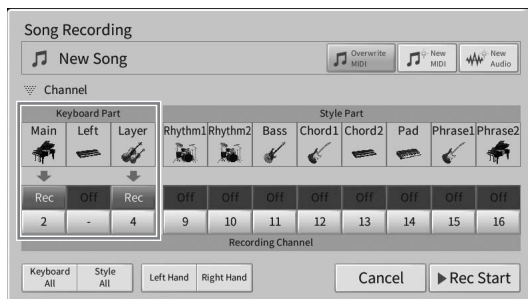 Song Recording
New Song
Overwrite MIDI
New MIDI
New Audio
Channel
Keyboard Part Style Part
Main Left Layer Rhythm1 Rhythm2 Bass Chord1 Chord2 Pad Phrase1 Phrase2
Rec Off Rec Off Off Off Off Off Off Off Off
2 - 4 9 10 11 12 13 14 15 16
Recording Channel
Keyboard All
Style All
Left Hand Right Hand Cancel Rec Start